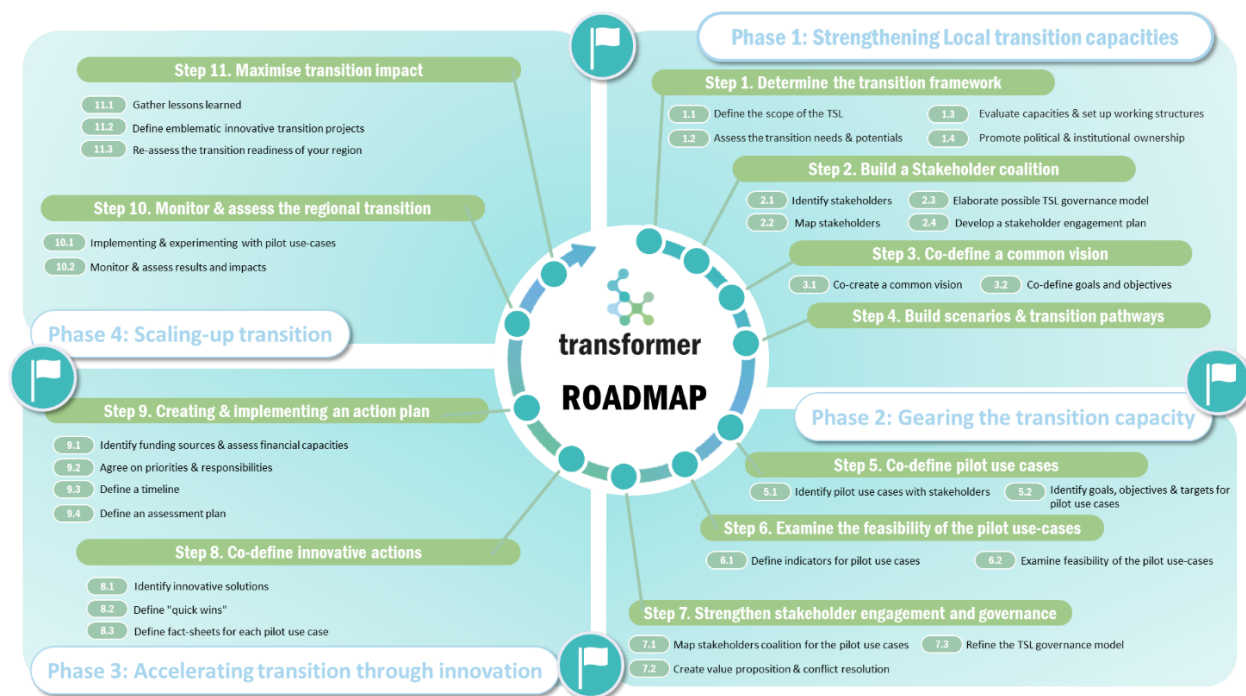 Phase 1: Strengthening Local transition capacities
Step 1. Determine the transition framework
1.1 Define the scope of the TSL
1.2 Assess the transition needs & potentials
1.3 Evaluate capacities & set up working structures
1.4 Promote political & institutional ownership
Step 2. Build a Stakeholder coalition
2.1 Identify stakeholders
2.2 Map stakeholders
2.3 Elaborate possible TSL governance model
2.4 Develop a stakeholder engagement plan
Step 3. Co-define a common vision
3.1 Co-create a common vision
3.2 Co-define goals and objectives
Step 4. Build scenarios & transition pathways
Phase 2: Gearing the transition capacity
Step 5. Co-define pilot use cases
5.1 Identify pilot use cases with stakeholders
5.2 Identify goals, objectives & targets for
pilot use cases
Step 6. Examine the feasibility of the pilot use-cases
6.1 Define indicators for pilot use cases
6.2 Examine feasibility of the pilot use-cases
Step 7. Strengthen stakeholder engagement and governance
7.1 Map stakeholders coalition for the pilot use cases
7.2 Create value proposition & conflict resolution
7.3 Refine the TSL governance model
Phase 3: Accelerating transition through innovation
Step 8. Co-define innovative actions
8.1 Identify innovative solutions
8.2 Define "quick wins"
8.3 Define fact-sheets for each pilot use case
Step 9. Creating & implementing an action plan
9.1 Identify funding sources & assess financial capacities
9.2 Agree on priorities & responsibilities
9.3 Define a timeline
9.4 Define an assessment plan
Phase 4: Scaling-up transition
Step 10. Monitor & assess the regional transition
10.1 Implementing & experimenting with pilot use-cases
10.2 Monitor & assess results and impacts
Step 11. Maximise transition impact
11.1 Gather lessons learned
11.2 Define emblematic innovative transition projects
11.3 Re-assess the transition readiness of your region
transformer
ROADMAP